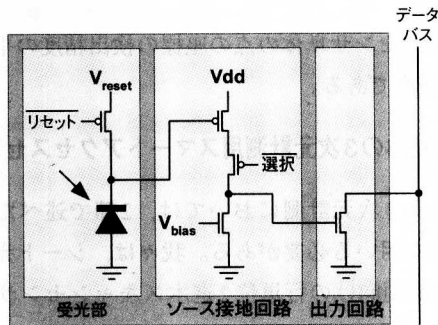 データ
バス
Vreset
リセット
Vdd
選択
Vbias
受光部
ソース接地回路
出力回路